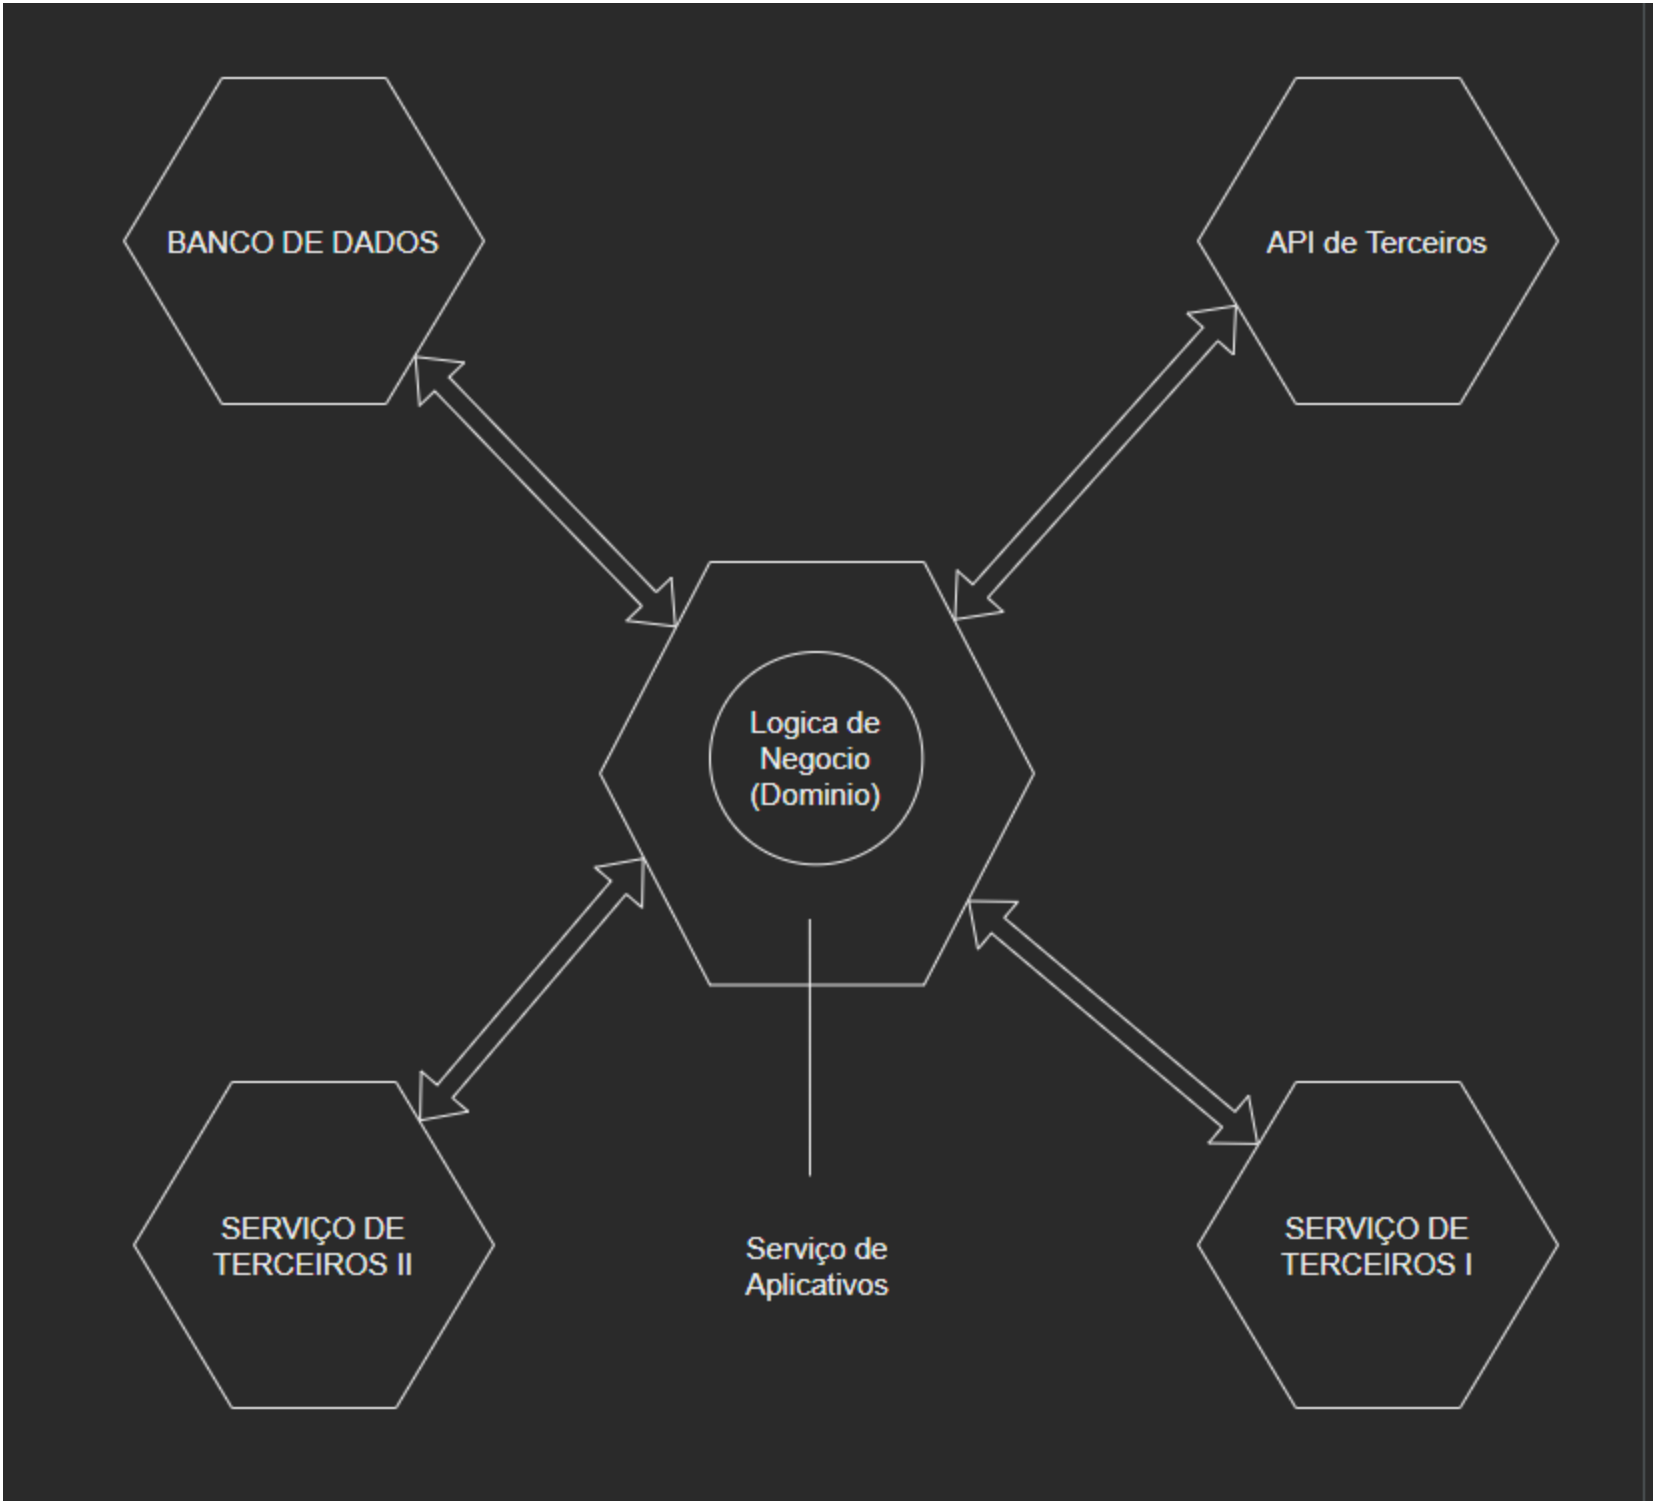 BANCO DE DADOS
API de Terceiros
Logica de
Negocio
(Dominio)
SERVIÇO DE
TERCEIROS II
Serviço de
Aplicativos
SERVIÇO DE
TERCEIROS I